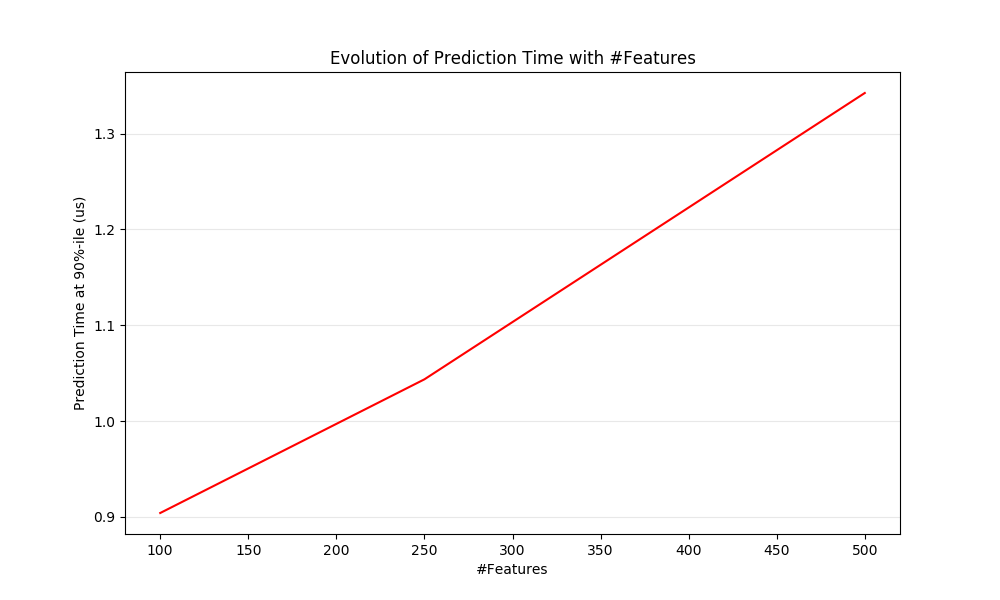 Evolution of Prediction Time with #Features
Prediction Time at 90%-ile (us)
1.3
1.2
1.1
1.0
0.9
100 150 200 250 300 350 400 450 500
#Features